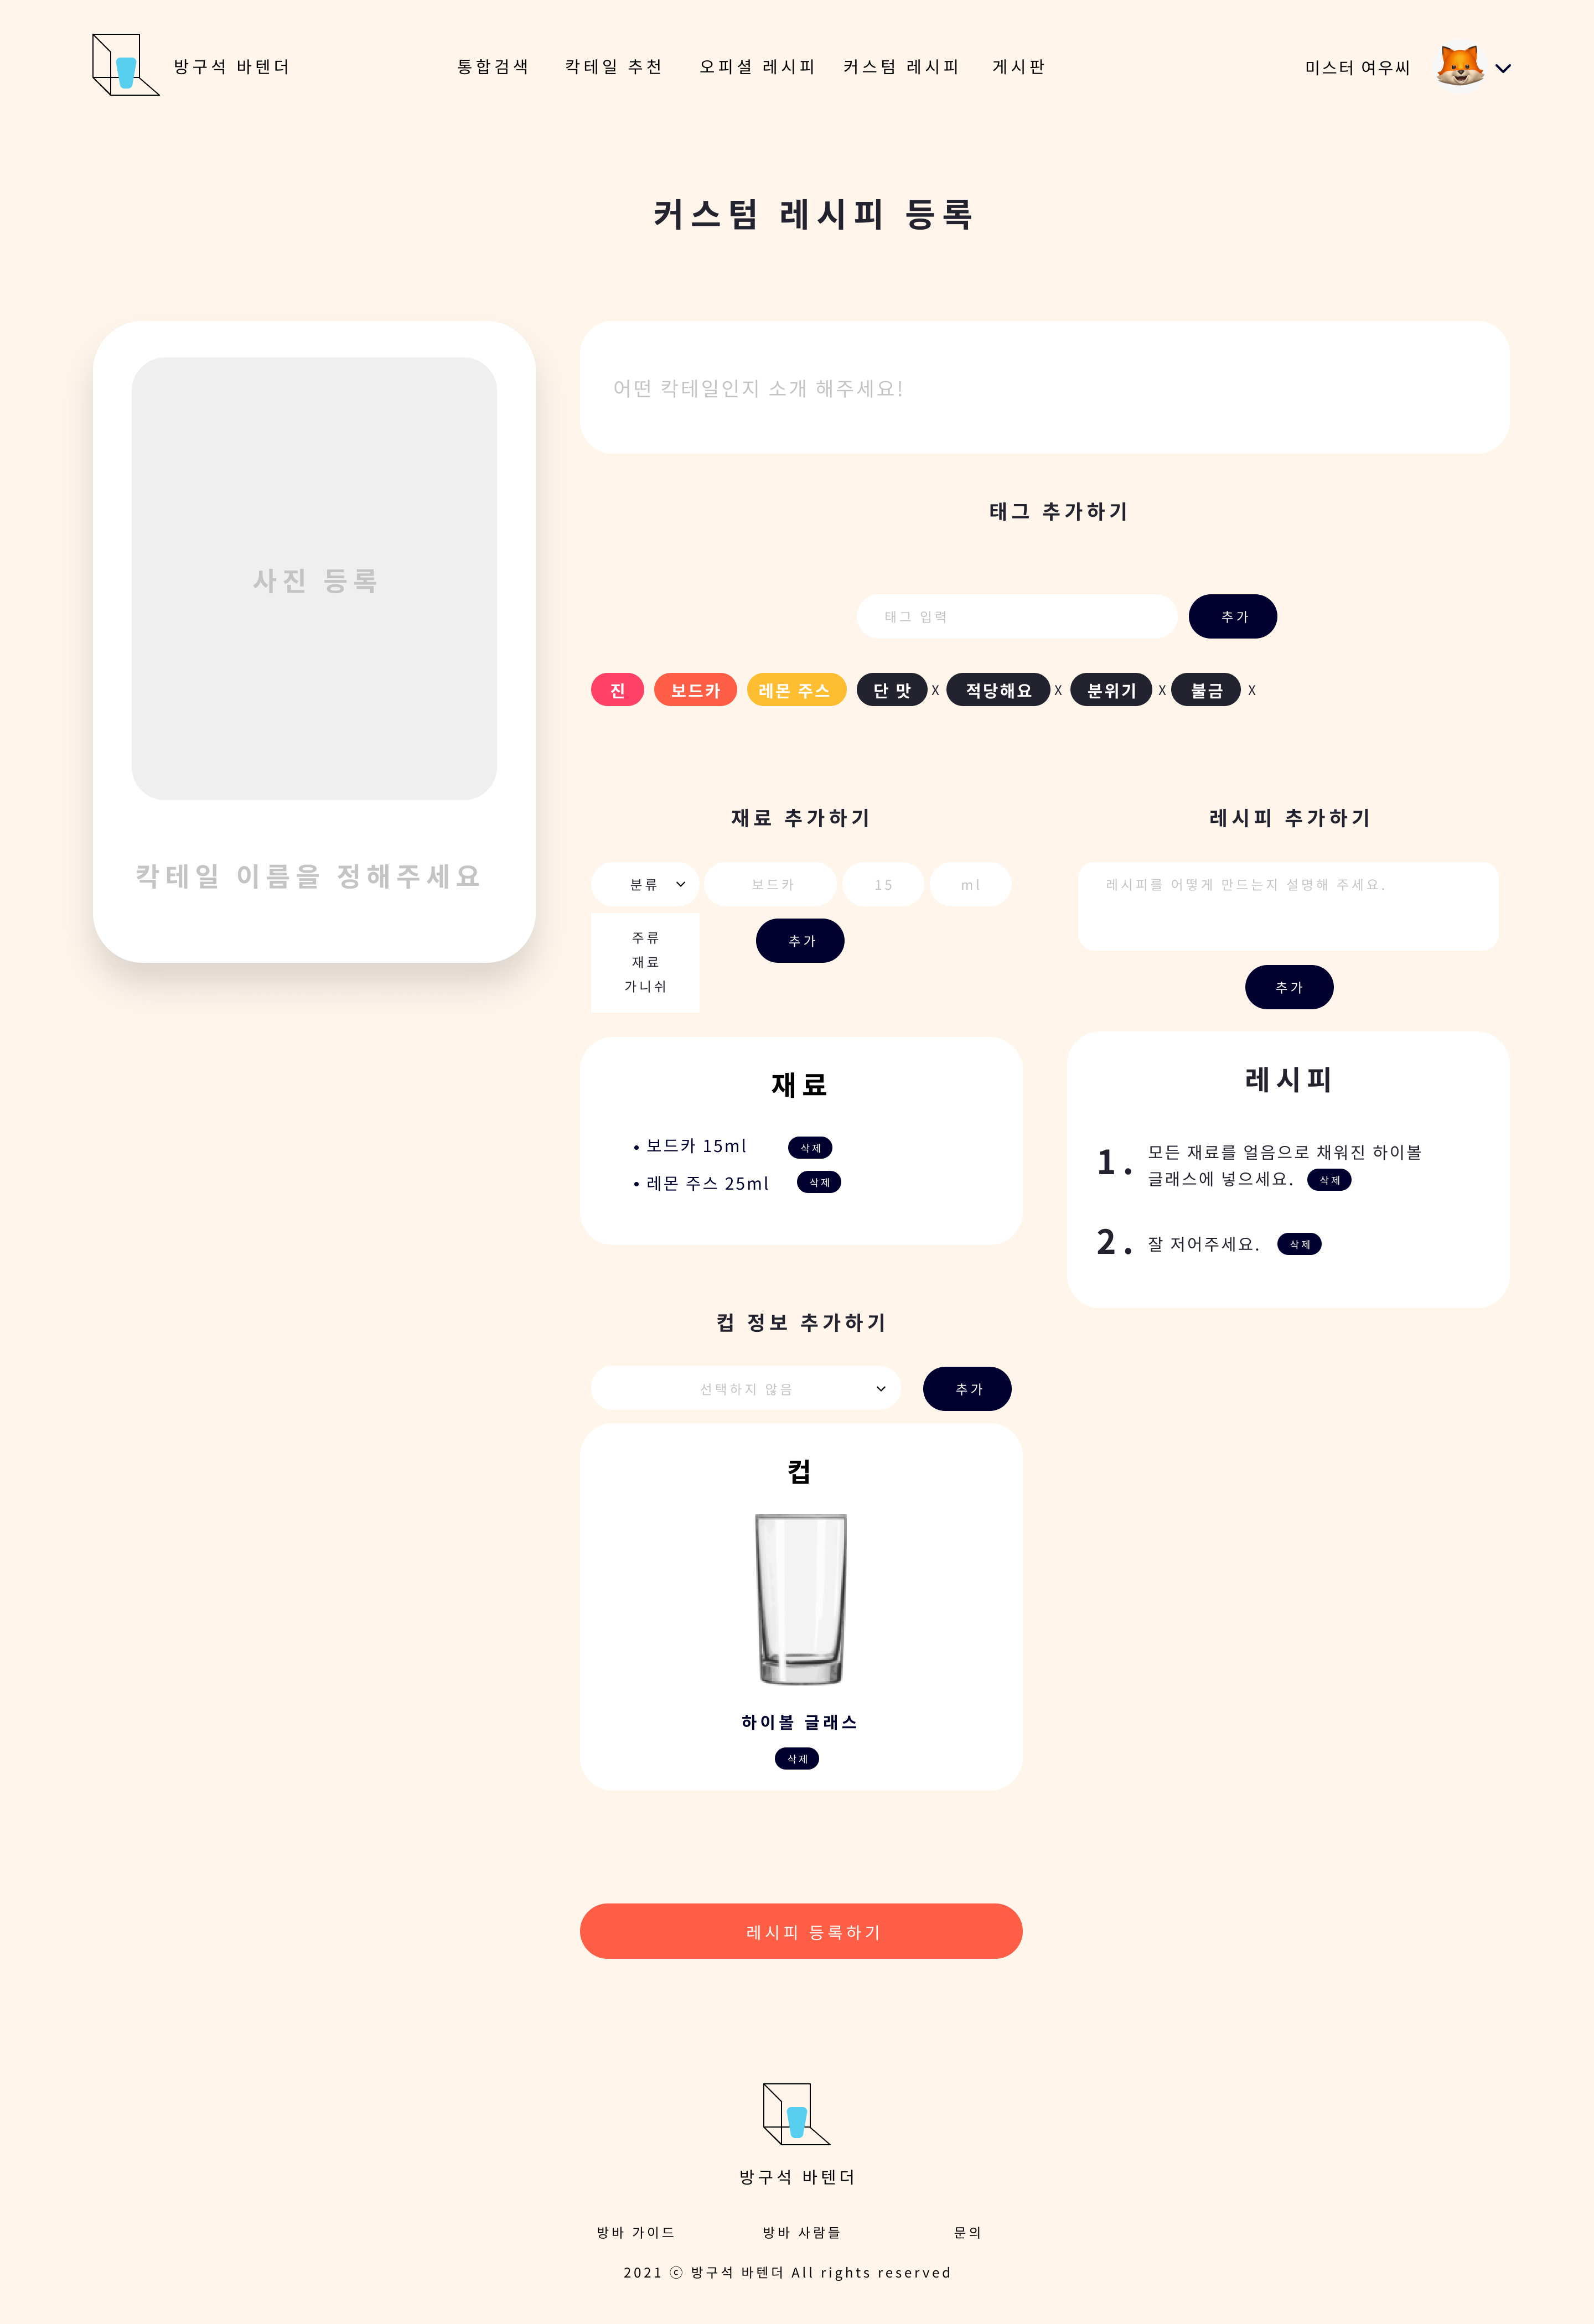 방구석 바텐더
통합검색
칵테일 추천
오피셜 레시피
커스텀 레시피
게시판
미스터 여우씨
커스텀 레시피 등록
사진 등록
칵테일 이름을 정해주세요
어떤 칵테일인지 소개 해주세요!
태그 추가하기
태그 입력
추가
진
보드카
레몬 주스
단 맛 X
적당해요 X
분위기 X
불금 X
재료 추가하기
분류
보드카
15
ml
주류
재료
가니쉬
추가
재료
• 보드카 15ml
삭제
• 레몬 주스 25ml
삭제
레시피 추가하기
레시피를 어떻게 만드는지 설명해 주세요.
추가
레시피
1. 모든 재료를 얼음으로 채워진 하이볼
글래스에 넣으세요.
삭제
2. 잘 저어주세요.
삭제
컵 정보 추가하기
선택하지 않음
추가
컵
하이볼 글래스
삭제
레시피 등록하기
방구석 바텐더
방바 가이드
방바 사람들
문의
2021 ⓒ 방구석 바텐더 All rights reserved